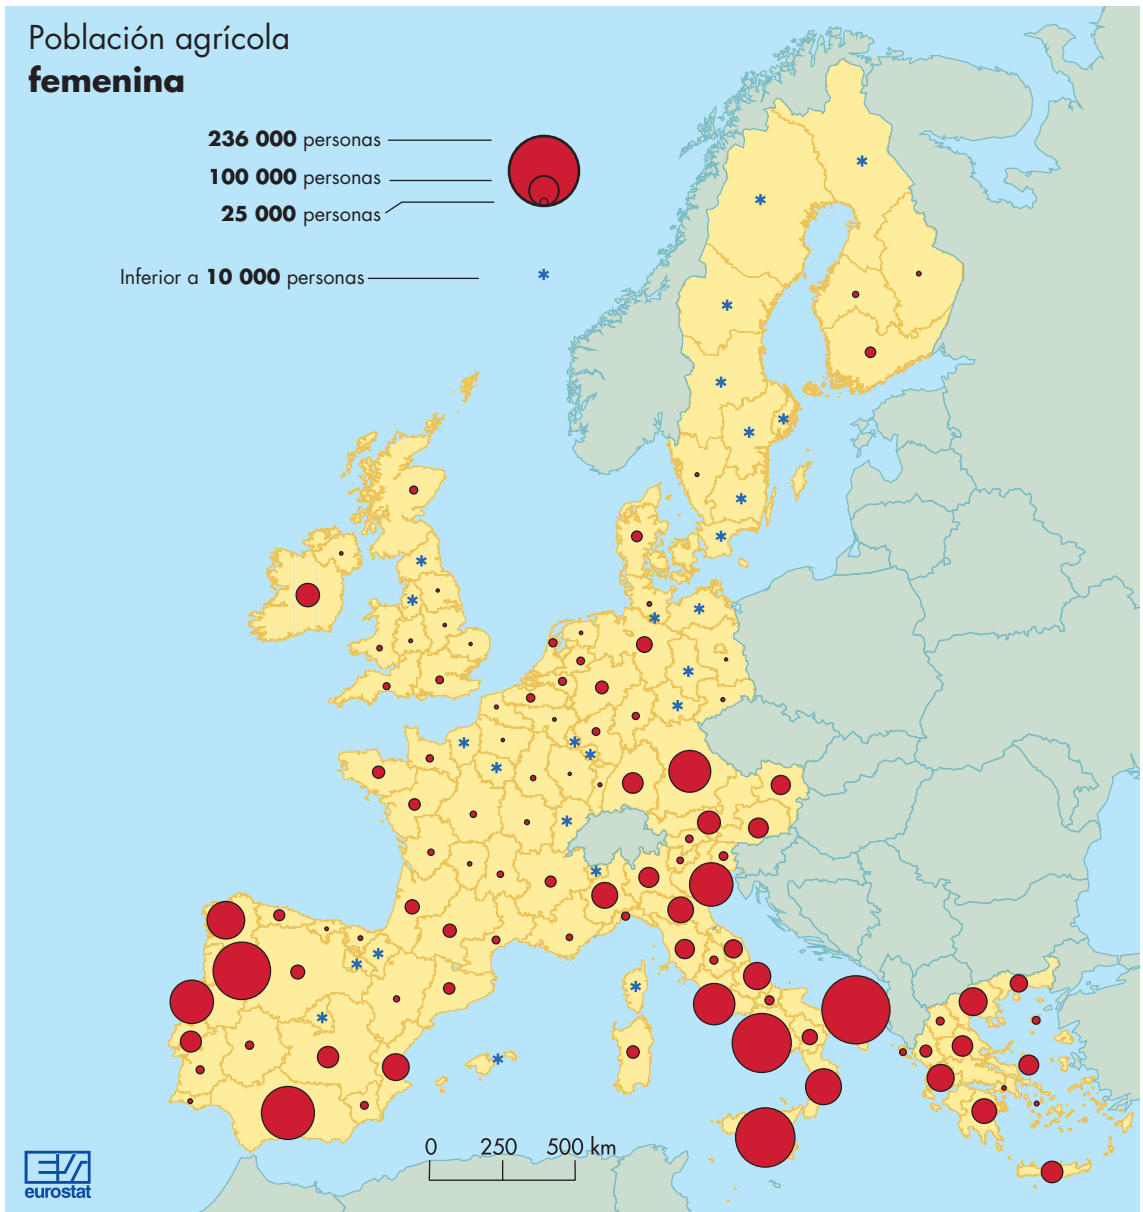 Población agrícola
femenina
236 000 personas
100 000 personas
25 000 personas
Inferior a 10 000 personas
0 250 500 km
eurostat